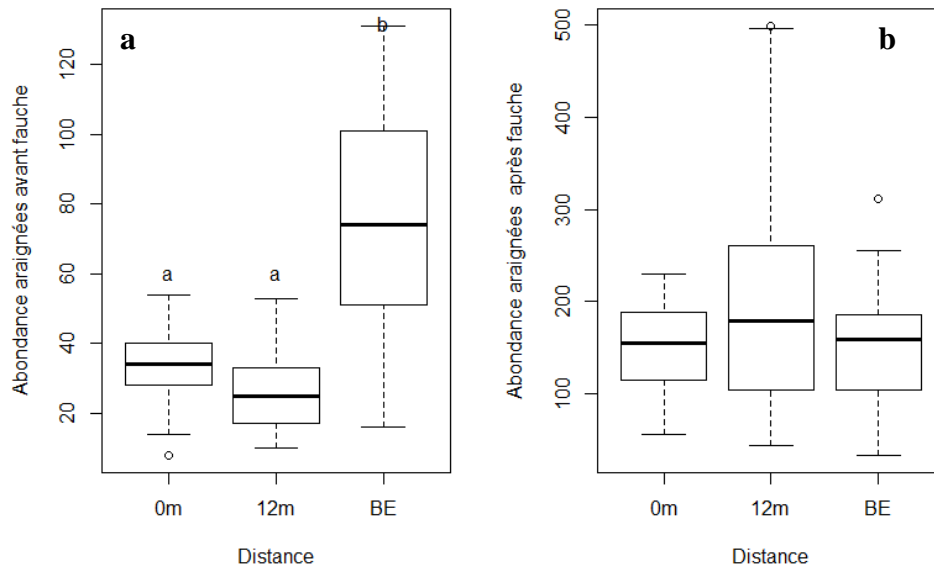 a
b
a
a
Abondance araignées avant fauche
120
100
80
60
40
20
0m
12m
BE
Distance
b
Abondance araignées après fauche
500
400
300
200
100
0m
12m
BE
Distance